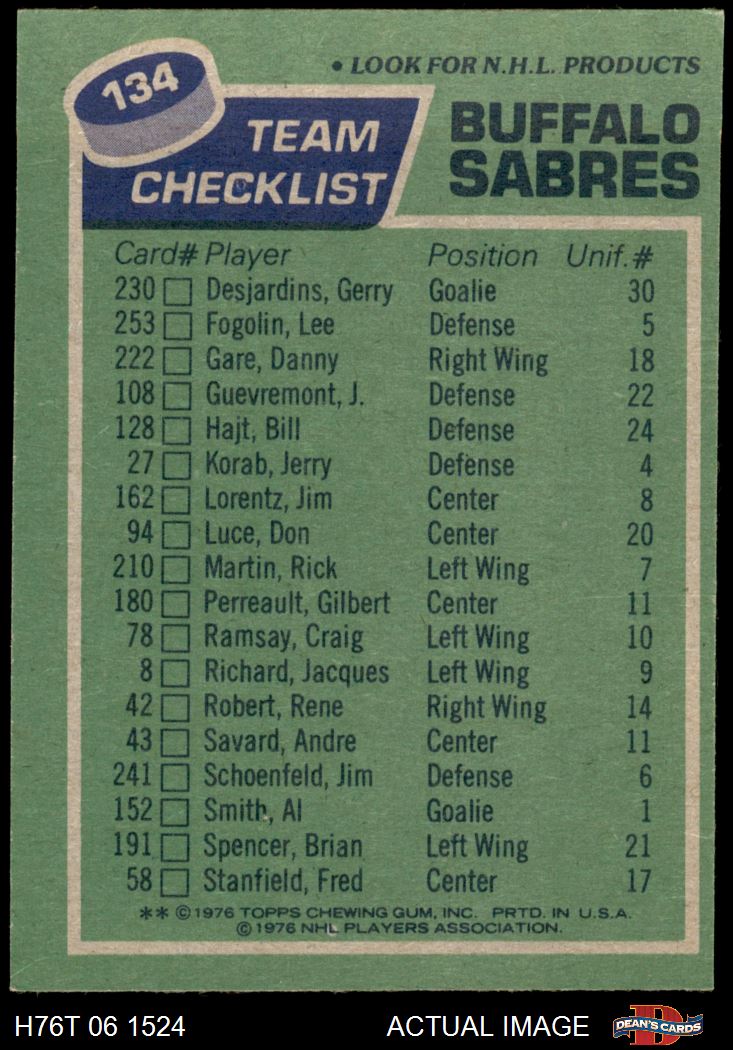 134
• LOOK FOR N.H.L. PRODUCTS
TEAM CHECKLIST
BUFFALO SABRES
Card# Player Position Unif.#
230 Desjardins, Gerry Goalie 30
253 Fogolin, Lee Defense 5
222 Gare, Danny Right Wing 18
108 Guevremont, J. Defense 22
128 Hajt, Bill Defense 24
27 Korab, Jerry Defense 4
162 Lorentz, Jim Center 8
94 Luce, Don Center 20
210 Martin, Rick Left Wing 7
180 Perreault, Gilbert Center 11
78 Ramsay, Craig Left Wing 10
8 Richard, Jacques Left Wing 9
42 Robert, Rene Right Wing 14
43 Savard, Andre Center 11
241 Schoenfeld, Jim Defense 6
152 Smith, Al Goalie 1
191 Spencer, Brian Left Wing 21
58 Stanfield, Fred Center 17
** ©1976 TOPPS CHEWING GUM, INC. PRTD. IN U.S.A.
©1976 NHL PLAYERS ASSOCIATION.
H76T 06 1524 ACTUAL IMAGE D DEAN'S CARDS